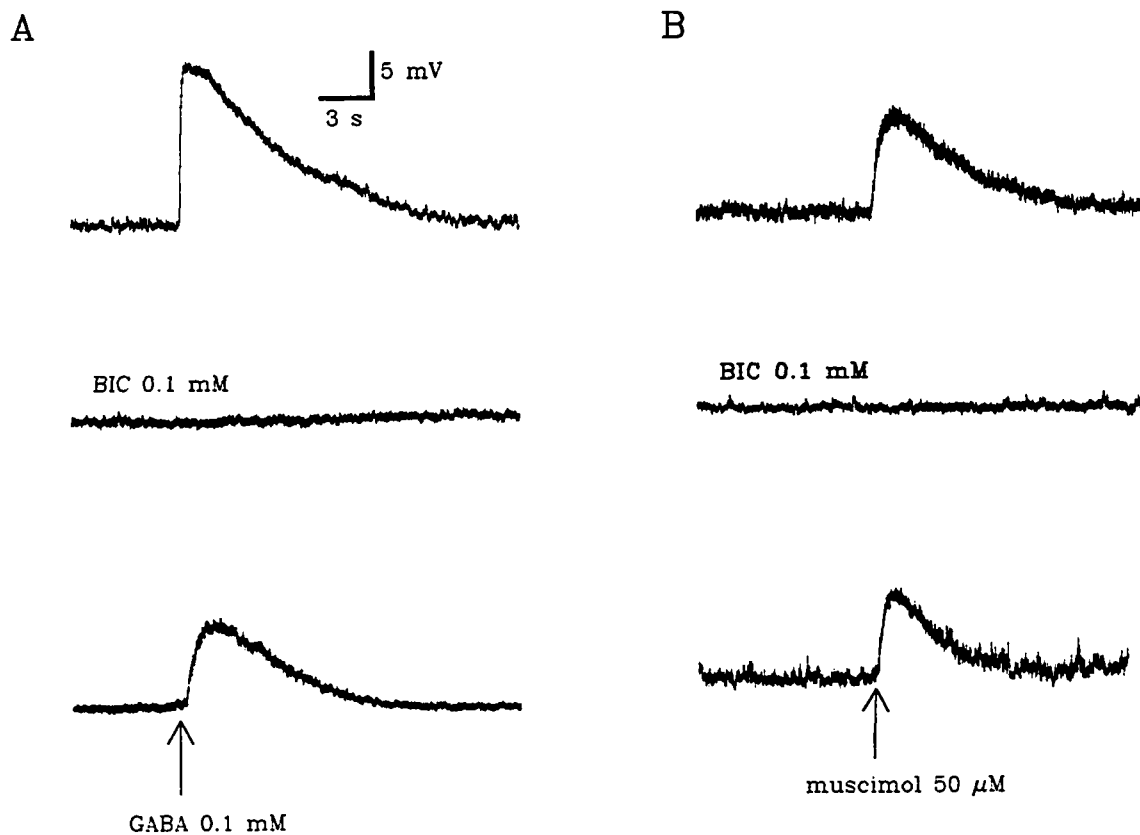 A
B
5 mV
3 s
BIC 0.1 mM
BIC 0.1 mM
muscimol 50 μM
GABA 0.1 mM